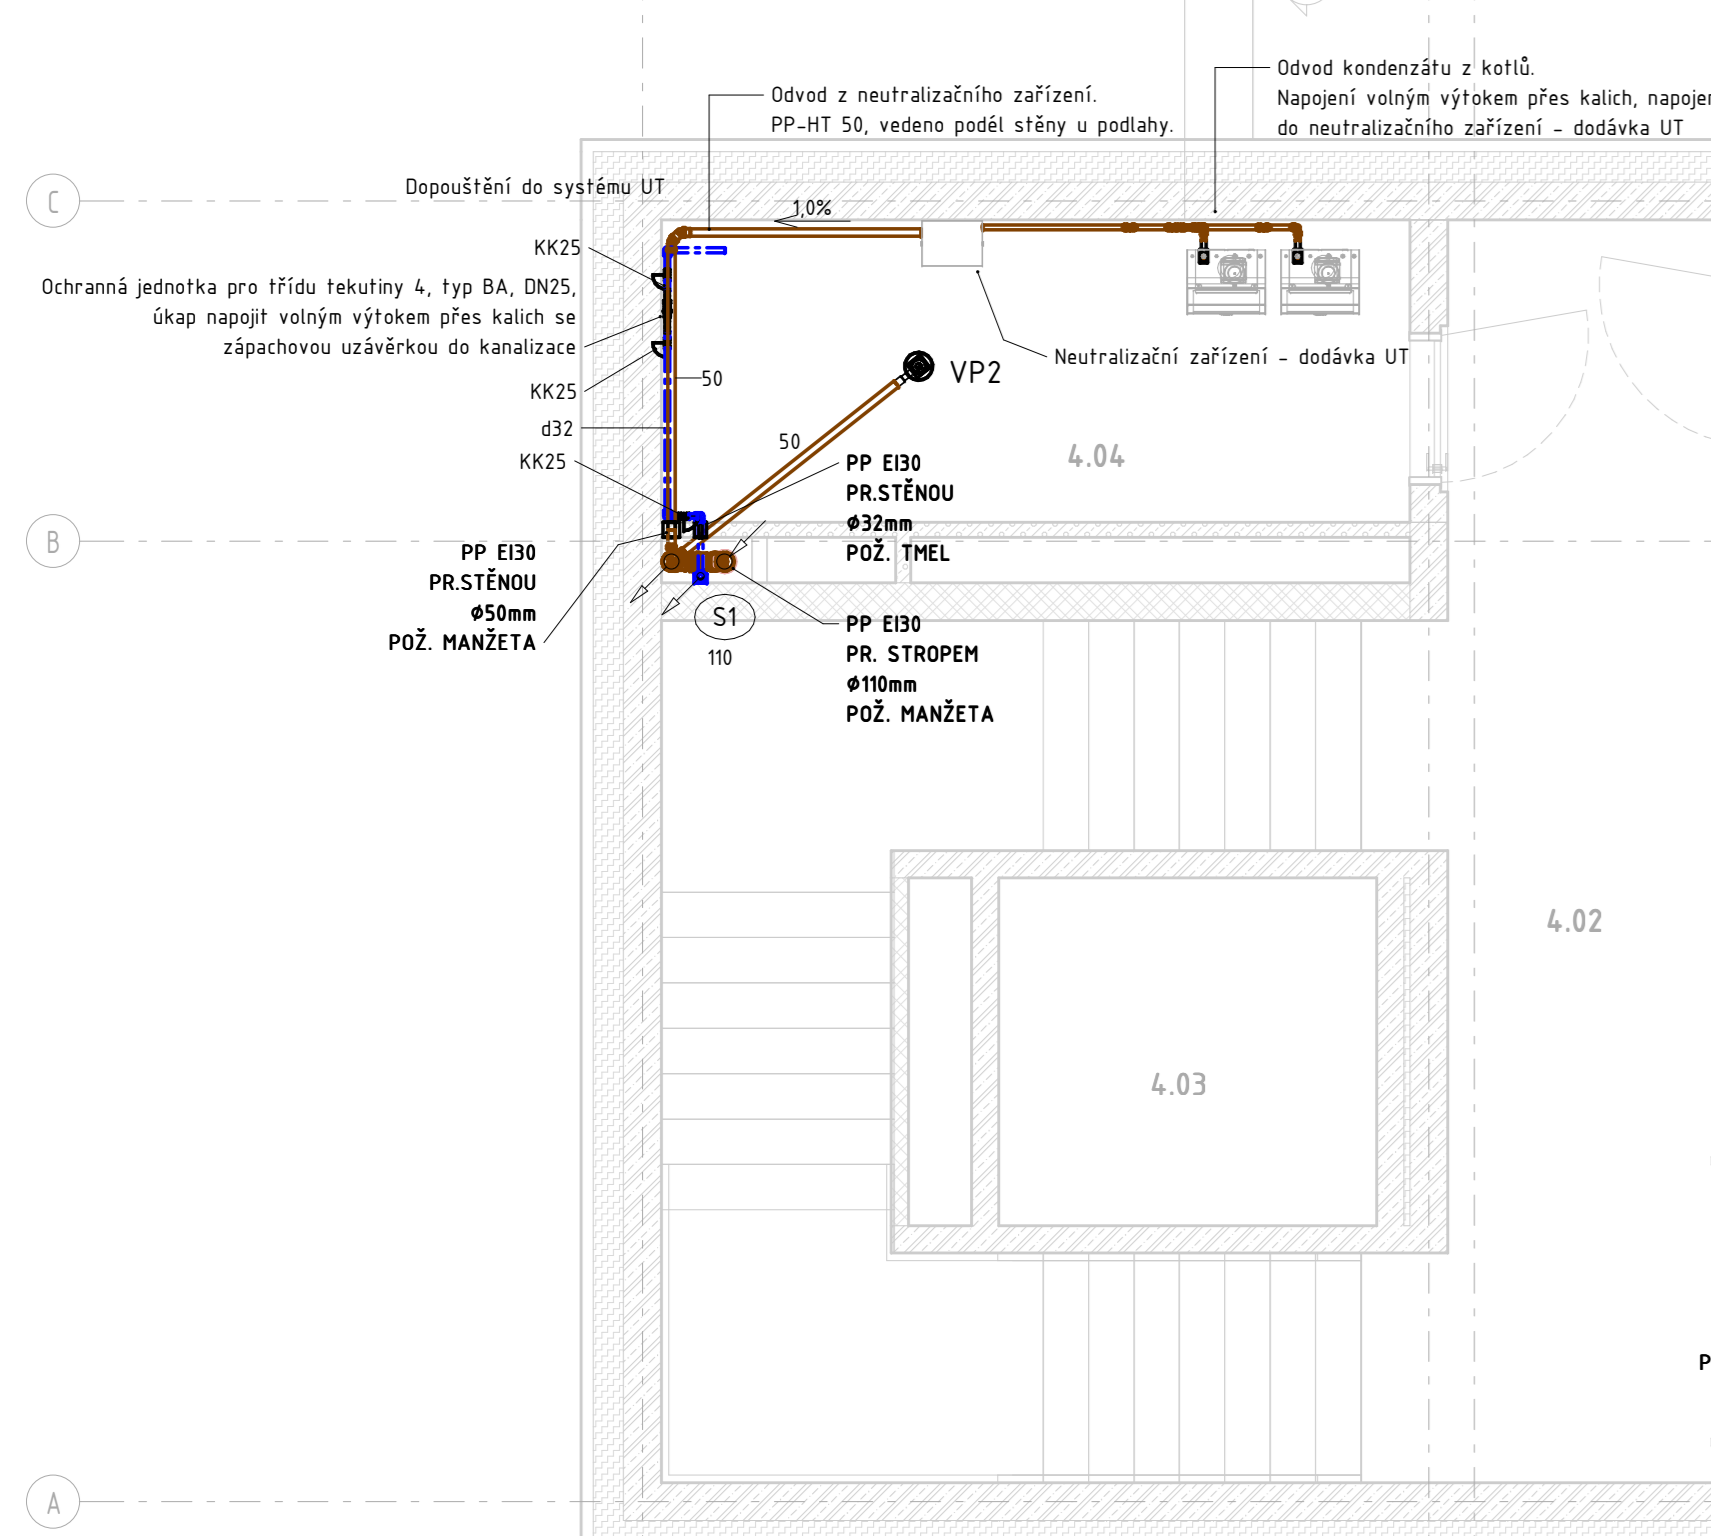 Odvod kondenzátu z kotlů.
Napojení volným výtokem přes kalich,
do neutralizačního zařízení - dodávka UT
Odvod z neutralizačního zařízení.
PP-HT 50, vedeno podél stěny u podlahy.
C
Dopouštění do systému UT
1,0%
KK25
Ochranná jednotka pro třídu tekutiny 4, typ BA, DN25,
úkap napojit volným výtokem přes kalich se
zápachovou uzávěrkou do kanalizace
KK25
d32
KK25
50
Neutralizační zařízení - dodávka UT
VP2
50
4.04
PP EI30
PR.STĚNOU
Ø32mm
POŽ. TMEL
B
PP EI30
PR.STĚNOU
Ø50mm
POŽ. MANŽETA
S1
110
PP EI30
PR. STROPEM
Ø110mm
POŽ. MANŽETA
4.02
4.03
P
A